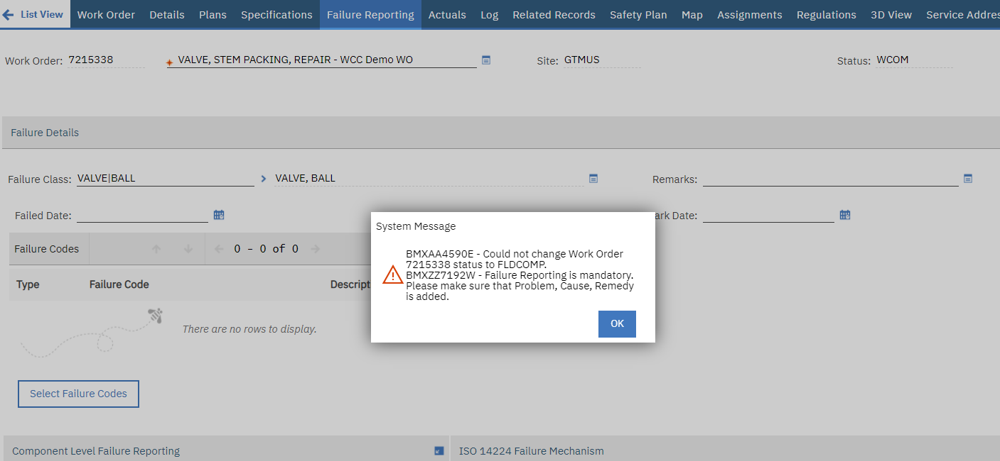 List View Work Order Details Plans Specifications Failure Reporting Actuals Log Related Records Safety Plan Map Assignments Regulations 3D View Service Addres
Work Order: 7215338 VALVE, STEM PACKING, REPAIR - WCC Demo WO Site: GTMUS Status: WCOM
Failure Details
Failure Class: VALVE|BALL VALVE, BALL Remarks:
Failed Date: ark Date:
System Message
BMXAA4590E - Could not change Work Order
7215338 status to FLDCOMP.
BMXZZ7192W - Failure Reporting is mandatory.
Please make sure that Problem, Cause, Remedy
is added.
OK
Failure Codes 0 - 0 of 0
Type Failure Code Descript
There are no rows to display.
Select Failure Codes
Component Level Failure Reporting ISO 14224 Failure Mechanism